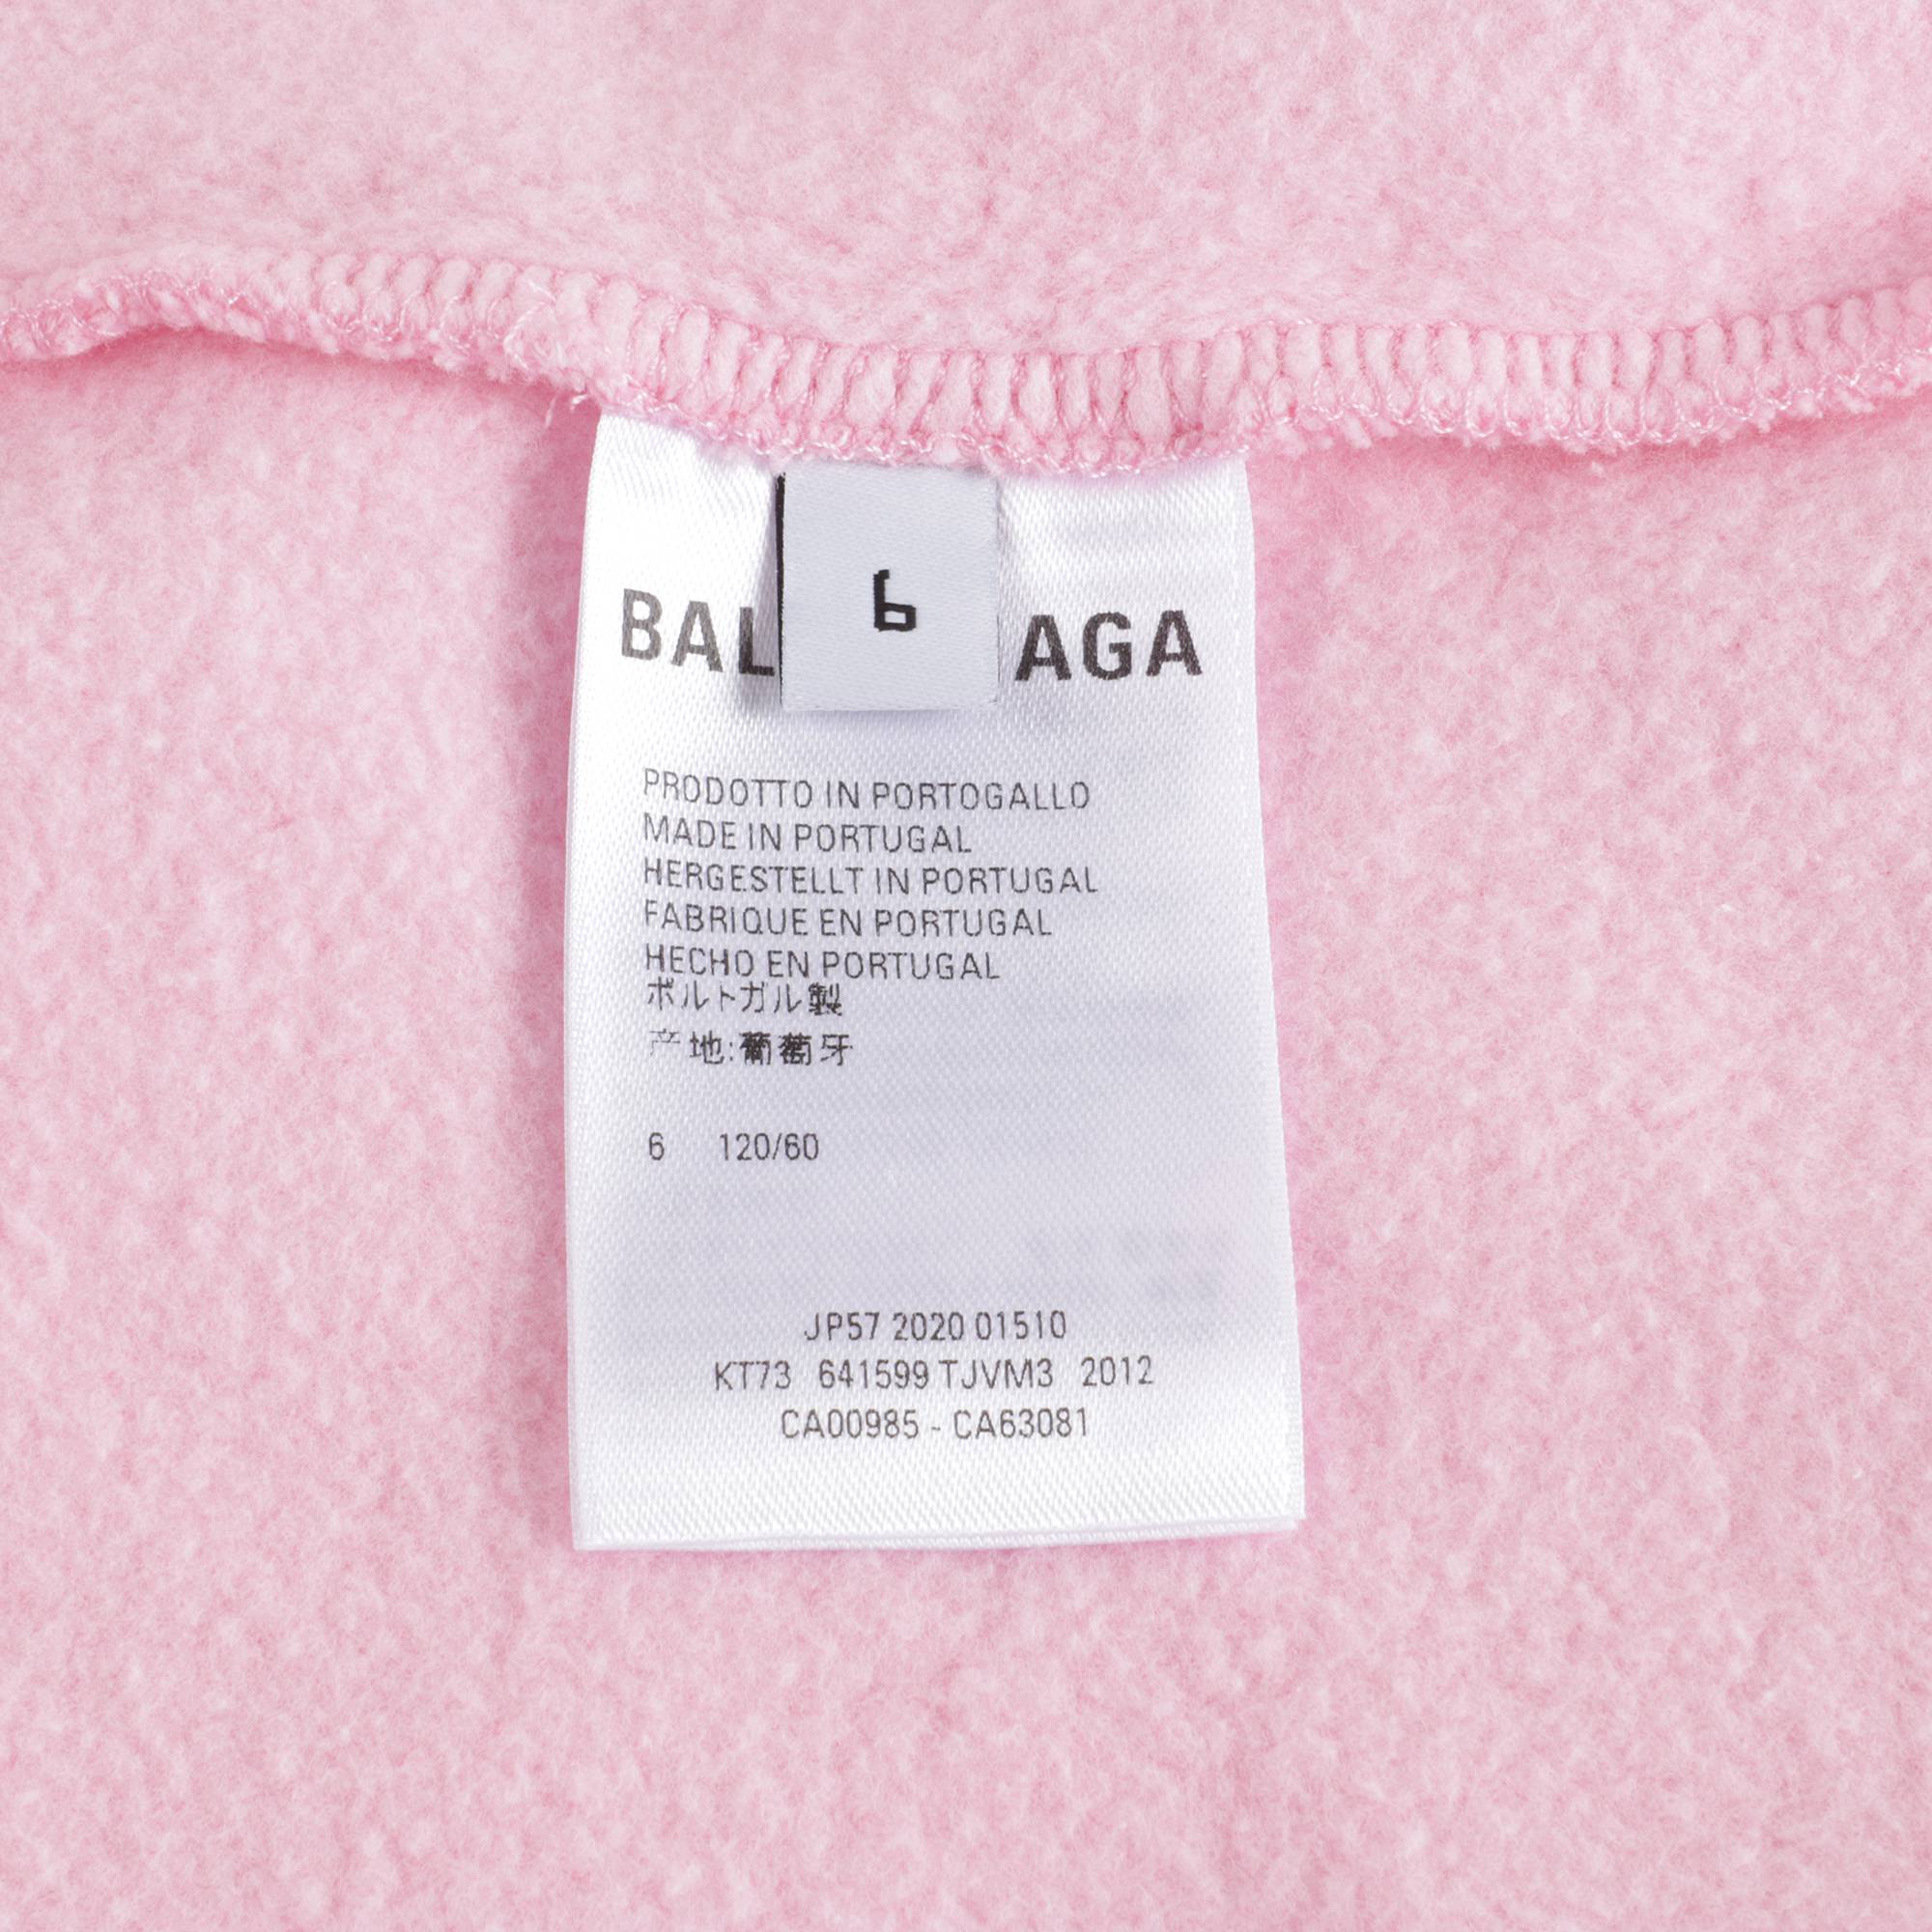 6
BAL AGA
PRODOTTO IN PORTOGALLO
MADE IN PORTUGAL
HERGESTELLT IN PORTUGAL
FABRIQUE EN PORTUGAL
HECHO EN PORTUGAL
ポルトガル製
产地:葡萄牙
6 120/60
JP57 2020 01510
KT73 641599 TJVM3 2012
CA00985 - CA63081